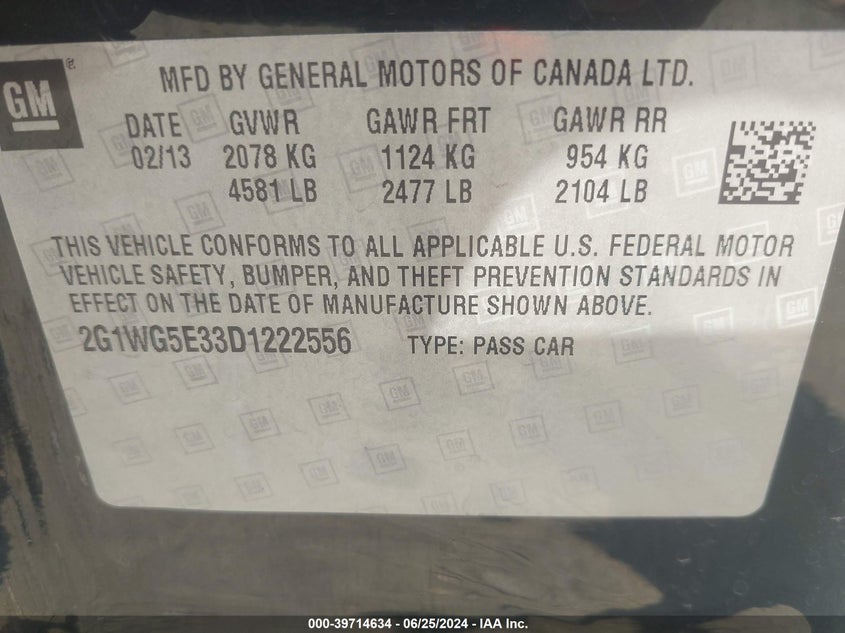 GM®
MFD BY GENERAL MOTORS OF CANADA LTD.
DATE GVWR GAWR FRT GAWR RR
02/13 2078 KG 1124 KG 954 KG
4581 LB 2477 LB 2104 LB
THIS VEHICLE CONFORMS TO ALL APPLICABLE U.S. FEDERAL MOTOR
VEHICLE SAFETY, BUMPER, AND THEFT PREVENTION STANDARDS IN
EFFECT ON THE DATE OF MANUFACTURE SHOWN ABOVE.
2G1WG5E33D1222556 TYPE: PASS CAR
000-39714634 / 06/25/2024 - IAA Inc.